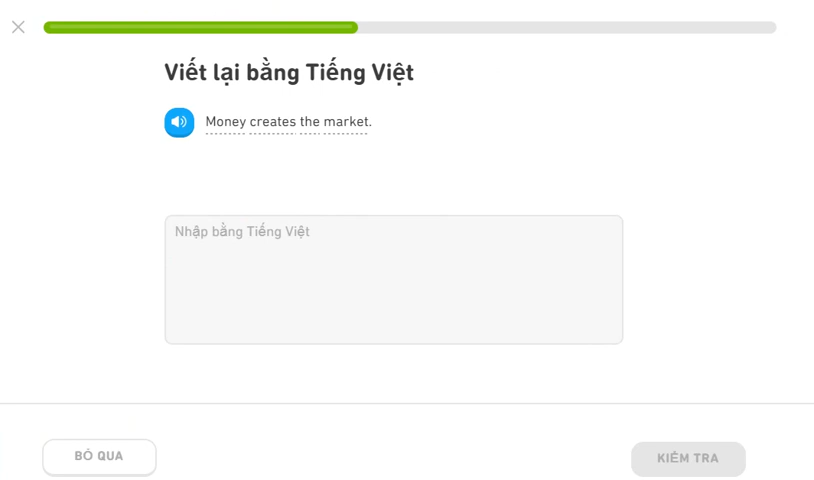 Viết lại bằng Tiếng Việt
Money creates the market.
Nhập bằng Tiếng Việt
BỎ QUA
KIỂM TRA